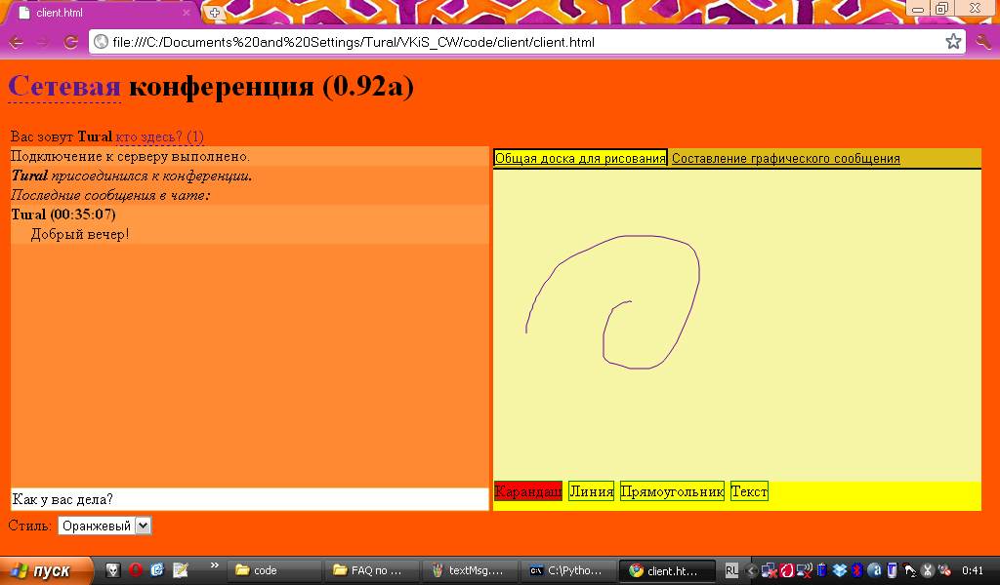 client.html
file:///C:/Documents%20and%20Settings/Tural/VKiS_CW/code/client/client.html
Сетевая конференция (0.92a)
Вас зовут Tural кто здесь? (1)
Подключение к серверу выполнено.
Tural присоединился к конференции.
Последние сообщения в чате:
Tural (00:35:07)
Добрый вечер!
Как у вас дела?
Общая доска для рисования Составление графического сообщения
Карандаш Линия Прямоугольник Текст
Стиль: Оранжевый
пуск » code FAQ по ... textMsg.... C:\Pytho... client.ht... RL 0:41